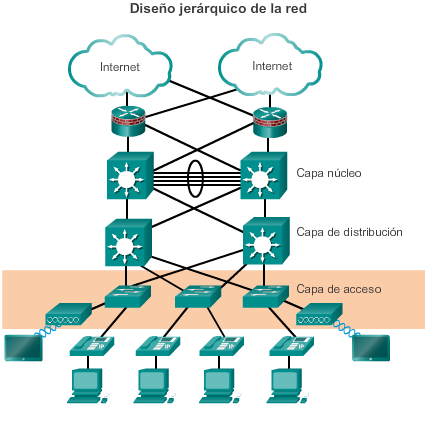 Diseño jerárquico de la red
Internet
Internet
Capa núcleo
Capa de distribución
Capa de acceso